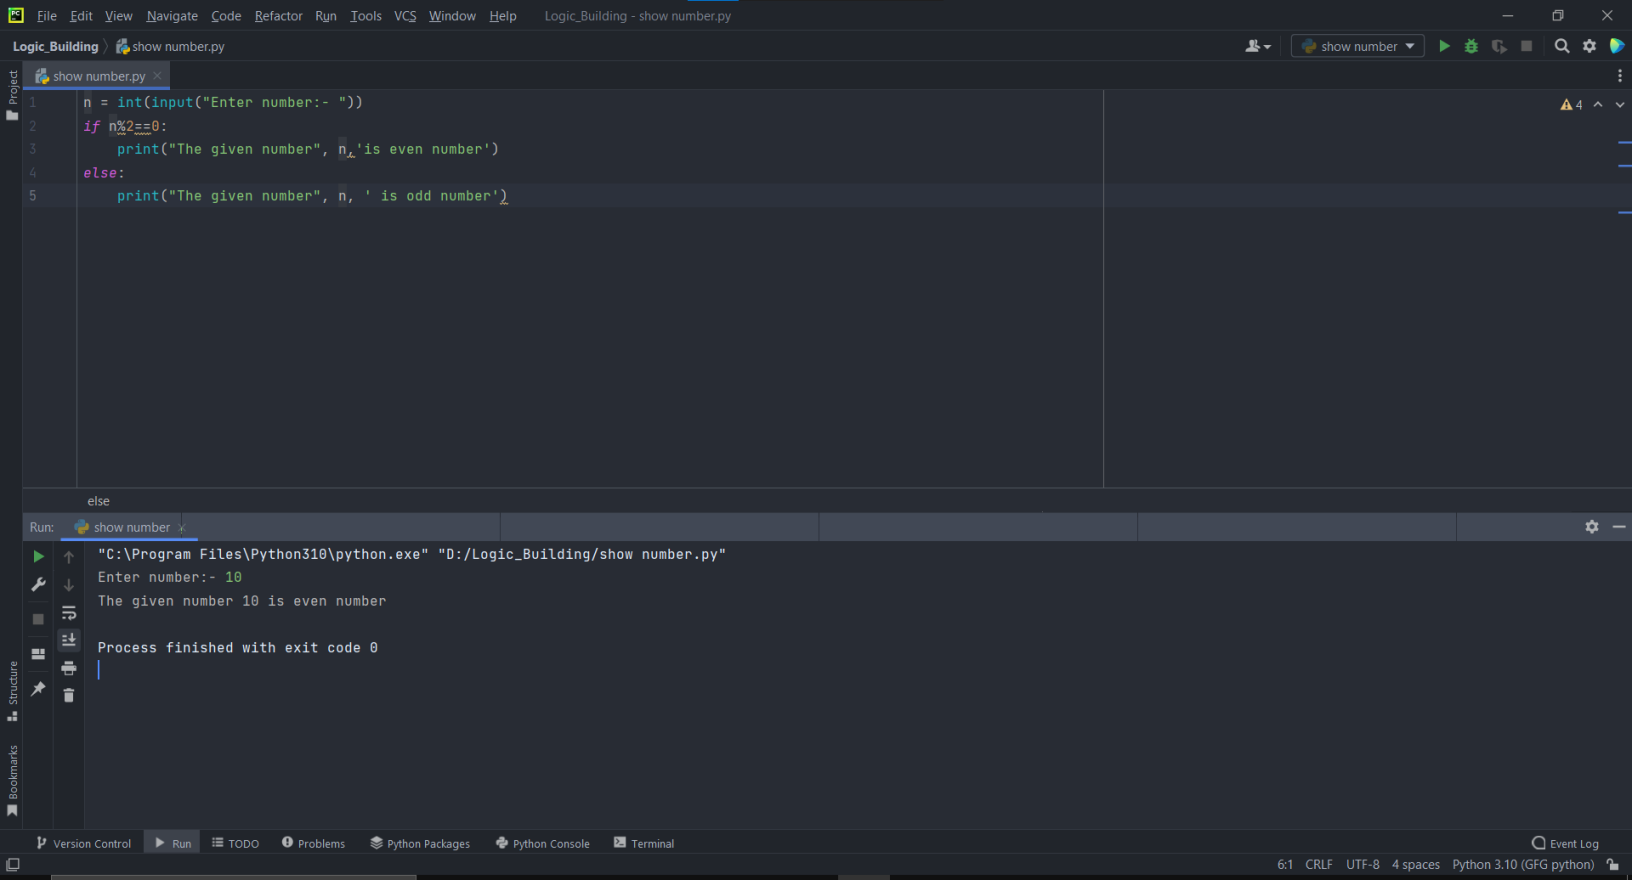 PC File Edit View Navigate Code Refactor Run Tools VCS Window Help Logic_Building - show number.py
Logic_Building show number.py show number
Project show number.py
1 n = int(input("Enter number:- ")) 4
2 if n%2==0:
3 print("The given number", n,'is even number')
4 else:
5 print("The given number", n, ' is odd number')
else
Run: show number
"C:\Program Files\Python310\python.exe" "D:/Logic_Building/show number.py"
Enter number:- 10
The given number 10 is even number
Process finished with exit code 0
Structure
Bookmarks
Version Control Run TODO Problems Python Packages Python Console Terminal Event Log
6:1 CRLF UTF-8 4 spaces Python 3.10 (GFG python)